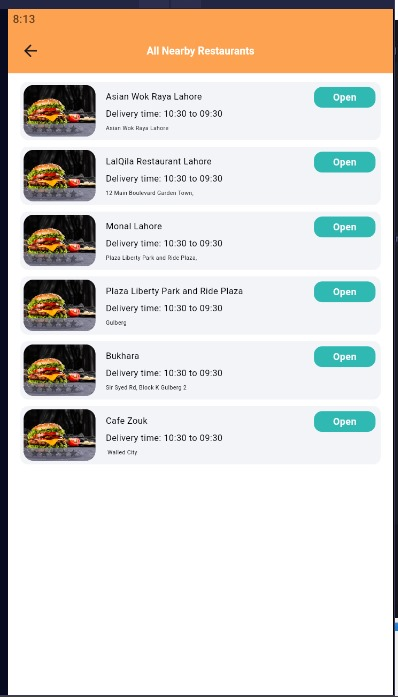 8:13
All Nearby Restaurants
Asian Wok Raya Lahore
Open
Delivery time: 10:30 to 09:30
Asian Wok Raya Lahore
LalQila Restaurant Lahore
Open
Delivery time: 10:30 to 09:30
12 Main Boulevard Garden Town,
Monal Lahore
Open
Delivery time: 10:30 to 09:30
Plaza Liberty Park and Ride Plaza,
Plaza Liberty Park and Ride Plaza
Open
Delivery time: 10:30 to 09:30
Gulberg
Bukhara
Open
Delivery time: 10:30 to 09:30
Sir Syed Rd, Block K Gulberg 2
Cafe Zouk
Open
Delivery time: 10:30 to 09:30
Walled City